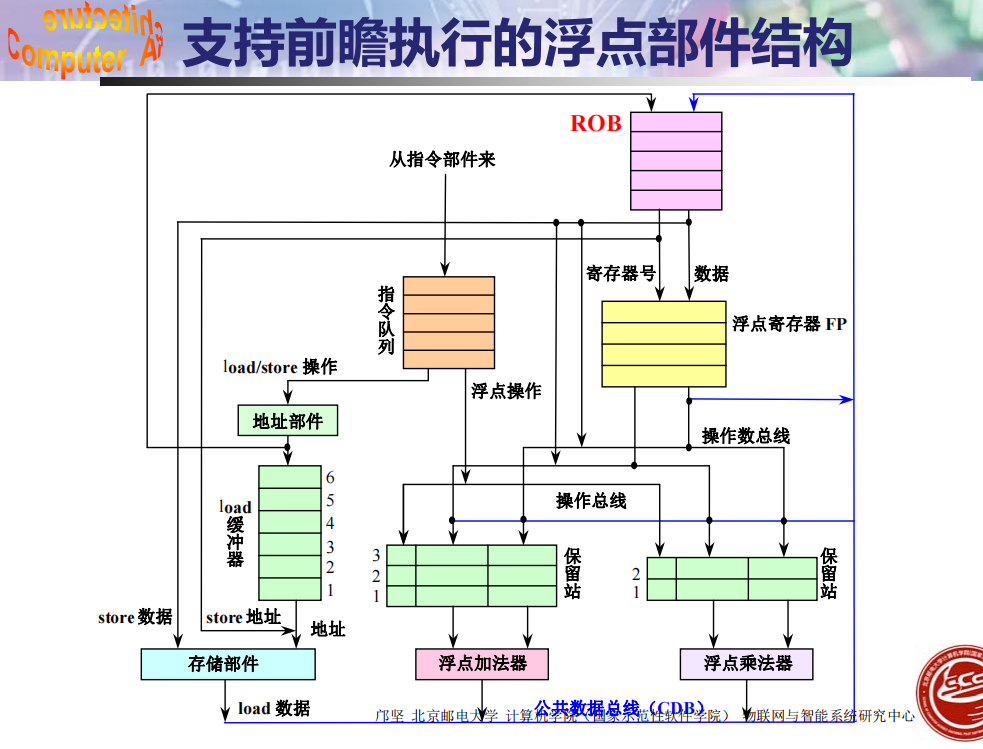 chitecture
Computer Ar
支持前瞻执行的浮点部件结构
ROB
从指令部件来
寄存器号
数据
指令队列
浮点寄存器 FP
load/store 操作
浮点操作
地址部件
操作数总线
load缓冲器
6
5
4
3
2
1
操作总线
3
2
1
保留站
2
1
保留站
store 数据
store 地址
地址
存储部件
浮点加法器
浮点乘法器
load 数据
公共数据总线（CDB）
邝坚 北京邮电大学 计算机学院（国家示范性软件学院） 物联网与智能系统研究中心